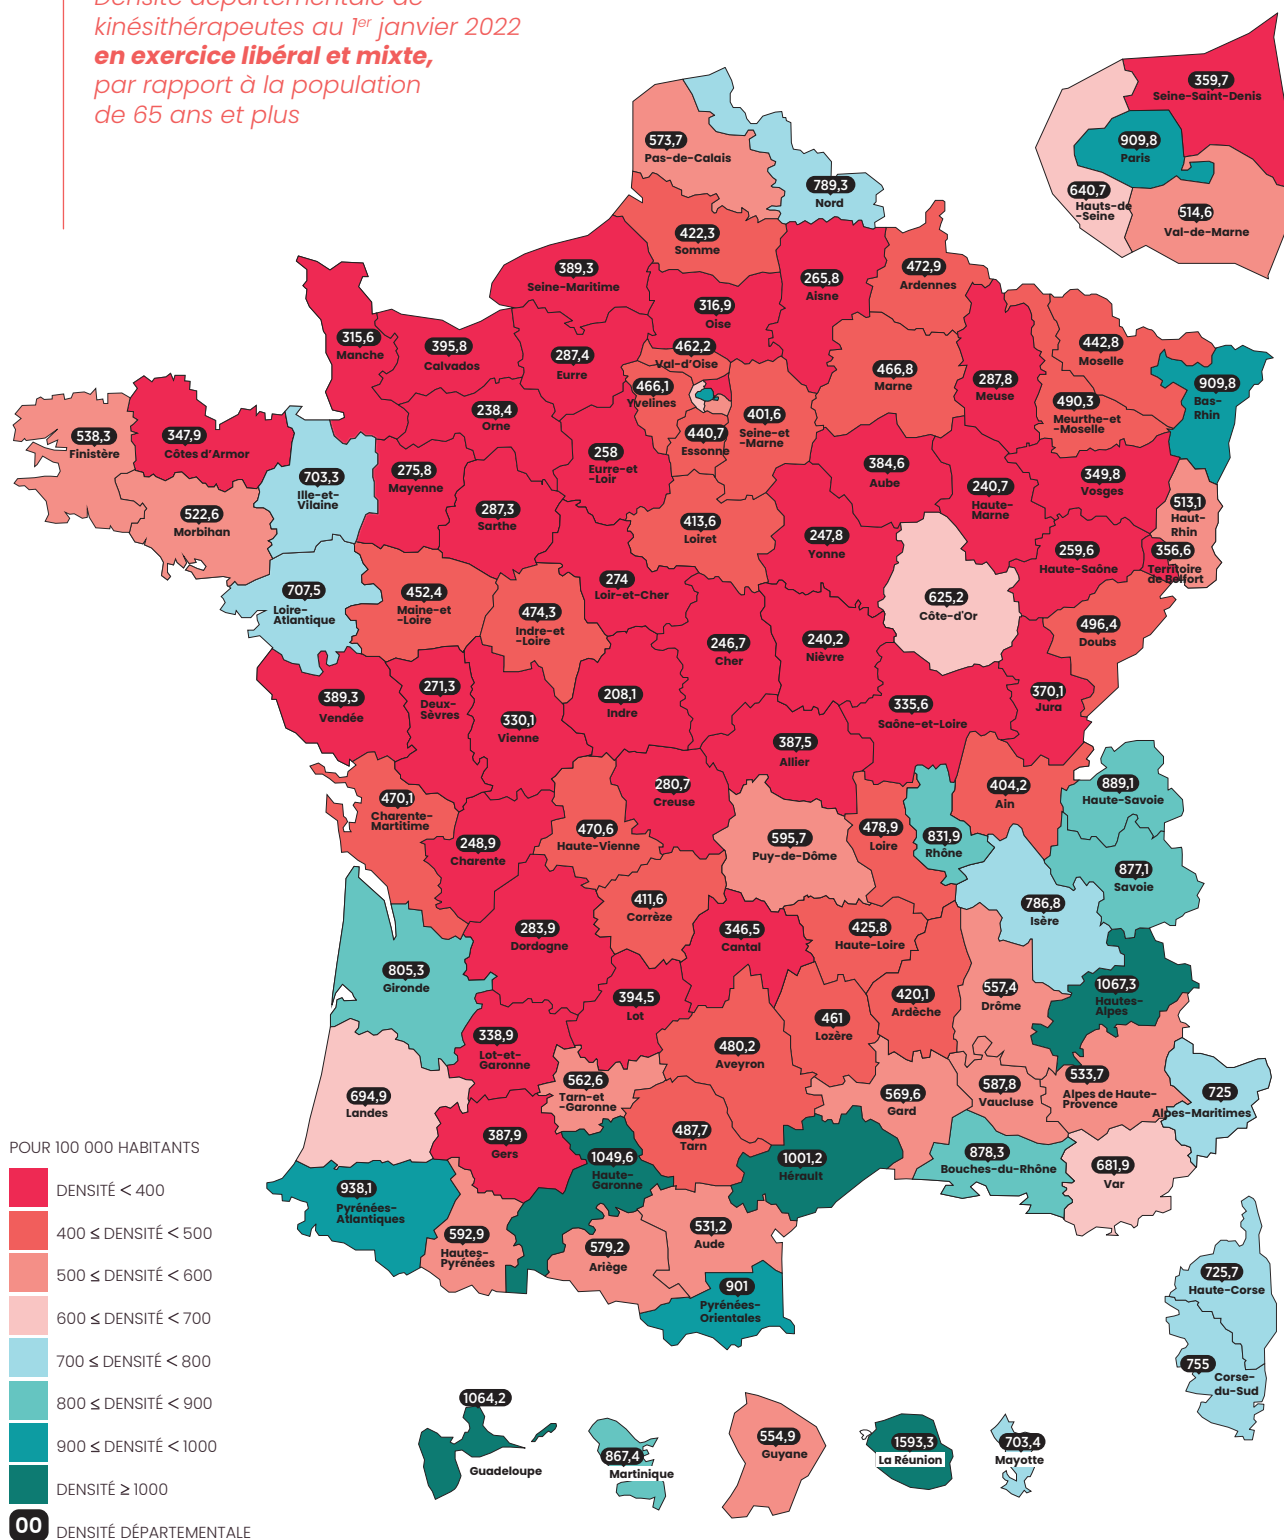 Densité départementale de
kinésithérapeutes au 1er janvier 2022
en exercice libéral et mixte,
par rapport à la population
de 65 ans et plus
359,7
Seine-Saint-Denis
909,8
Paris
640,7
Hauts-de
-Seine
514,6
Val-de-Marne
573,7
Pas-de-Calais
789,3
Nord
422,3
Somme
389,3
Seine-Maritime
265,8
Aisne
472,9
Ardennes
316,9
Oise
315,6
Manche
395,8
Calvados
287,4
Eurre
462,2
Val-d'Oise
466,8
Marne
287,8
Meuse
442,8
Moselle
909,8
Bas-
Rhin
466,1
Yvelines
490,3
Meurthe-et
-Moselle
238,4
Orne
401,6
Seine-et
-Marne
440,7
Essonne
538,3
Finistère
347,9
Côtes d'Armor
703,3
Ille-et-
Vilaine
275,8
Mayenne
258
Eurre-et
-Loir
384,6
Aube
240,7
Haute-
Marne
349,8
Vosges
513,1
Haut-
Rhin
522,6
Morbihan
287,3
Sarthe
413,6
Loiret
247,8
Yonne
259,6
Haute-Saône
356,6
Territoire
de Belfort
707,5
Loire-
Atlantique
452,4
Maine-et
-Loire
474,3
Indre-et
-Loire
274
Loir-et-Cher
625,2
Côte-d'Or
496,4
Doubs
246,7
Cher
240,2
Nièvre
389,3
Vendée
271,3
Deux-
Sèvres
330,1
Vienne
208,1
Indre
335,6
Saône-et-Loire
370,1
Jura
387,5
Allier
470,1
Charente-
Martitime
280,7
Creuse
404,2
Ain
889,1
Haute-Savoie
248,9
Charente
470,6
Haute-Vienne
595,7
Puy-de-Dôme
478,9
Loire
831,9
Rhône
877,1
Savoie
411,6
Corrèze
786,8
Isère
283,9
Dordogne
346,5
Cantal
425,8
Haute-Loire
805,3
Gironde
394,5
Lot
461
Lozère
420,1
Ardèche
557,4
Drôme
1067,3
Hautes-
Alpes
338,9
Lot-et-
Garonne
480,2
Aveyron
694,9
Landes
562,6
Tarn-et
-Garonne
569,6
Gard
587,8
Vaucluse
533,7
Alpes de Haute-
Provence
725
Alpes-Maritimes
387,9
Gers
487,7
Tarn
1049,6
Haute-
Garonne
1001,2
Hérault
878,3
Bouches-du-Rhône
681,9
Var
938,1
Pyrénées-
Atlantiques
592,9
Hautes-
Pyrénées
579,2
Ariège
531,2
Aude
901
Pyrénées-
Orientales
725,7
Haute-Corse
755
Corse-
du-Sud
POUR 100 000 HABITANTS
DENSITÉ < 400
400 ≤ DENSITÉ < 500
500 ≤ DENSITÉ < 600
600 ≤ DENSITÉ < 700
700 ≤ DENSITÉ < 800
800 ≤ DENSITÉ < 900
900 ≤ DENSITÉ < 1000
DENSITÉ ≥ 1000
00 DENSITÉ DÉPARTEMENTALE
1064,2
Guadeloupe
867,4
Martinique
554,9
Guyane
1593,3
La Réunion
703,4
Mayotte